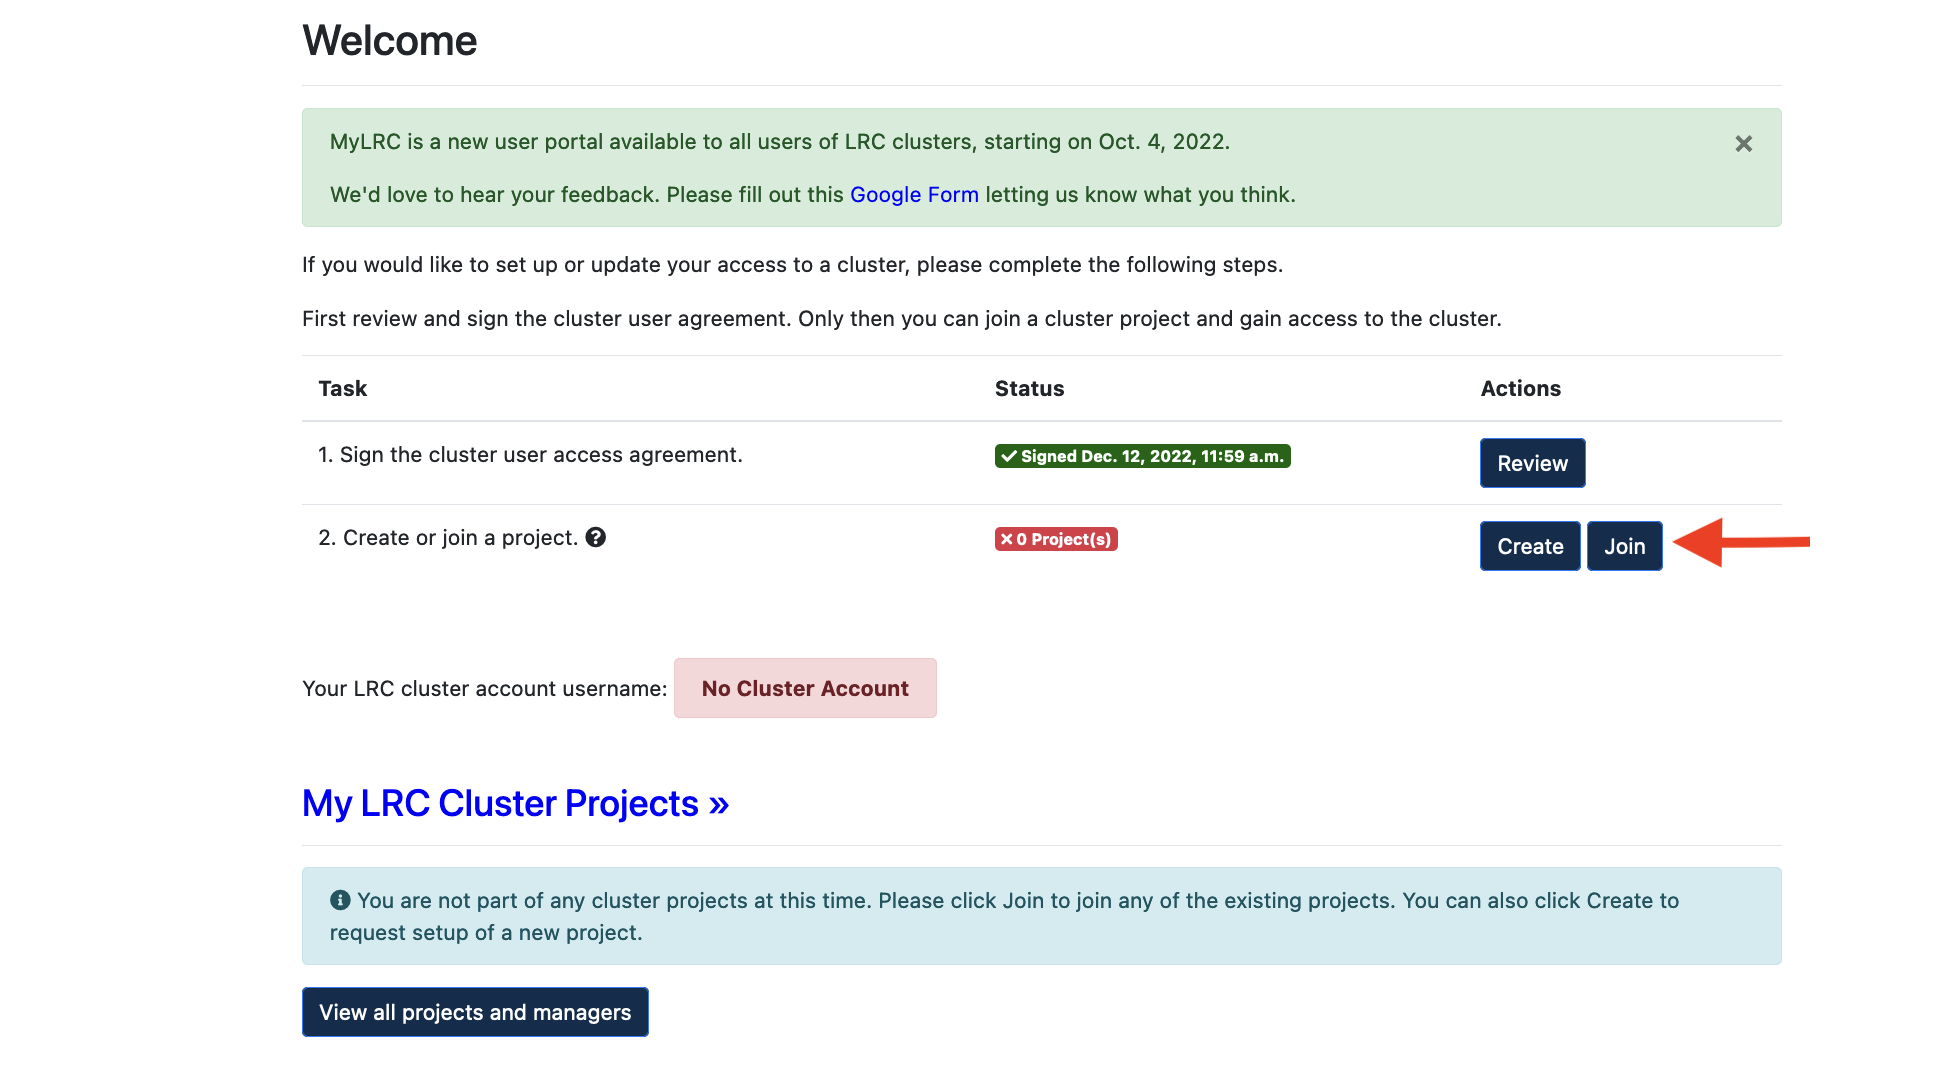 Welcome
MyLRC is a new user portal available to all users of LRC clusters, starting on Oct. 4, 2022.
We'd love to hear your feedback. Please fill out this Google Form letting us know what you think.
If you would like to set up or update your access to a cluster, please complete the following steps.
First review and sign the cluster user agreement. Only then you can join a cluster project and gain access to the cluster.
Task Status Actions
1. Sign the cluster user access agreement. Signed Dec. 12, 2022, 11:59 a.m. Review
2. Create or join a project. 0 Project(s) Create Join
Your LRC cluster account username: No Cluster Account
My LRC Cluster Projects »
You are not part of any cluster projects at this time. Please click Join to join any of the existing projects. You can also click Create to
request setup of a new project.
View all projects and managers